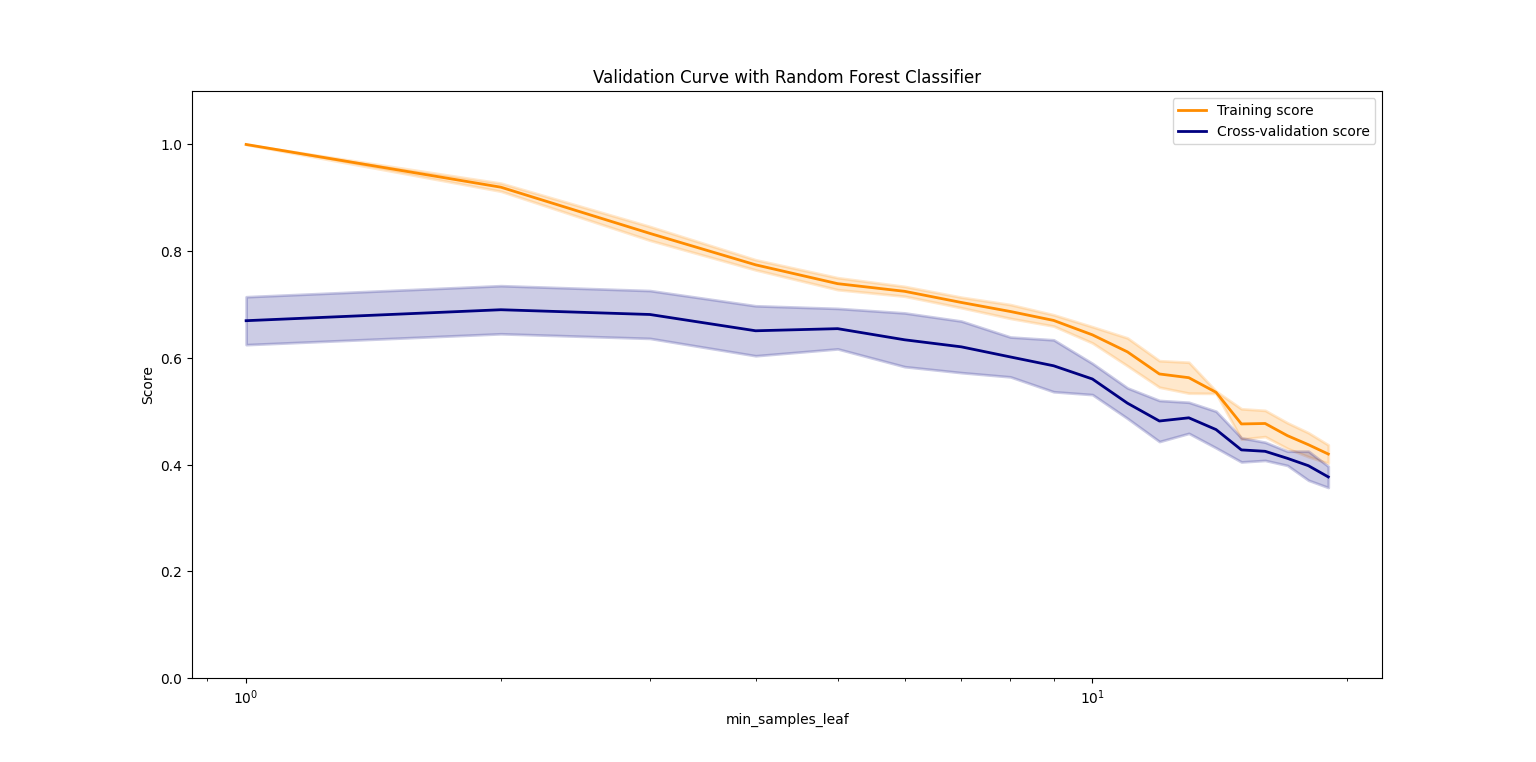 Validation Curve with Random Forest Classifier
Training score
Cross-validation score
1.0
0.8
0.6
0.4
0.2
0.0
Score
10⁰
10¹
min_samples_leaf